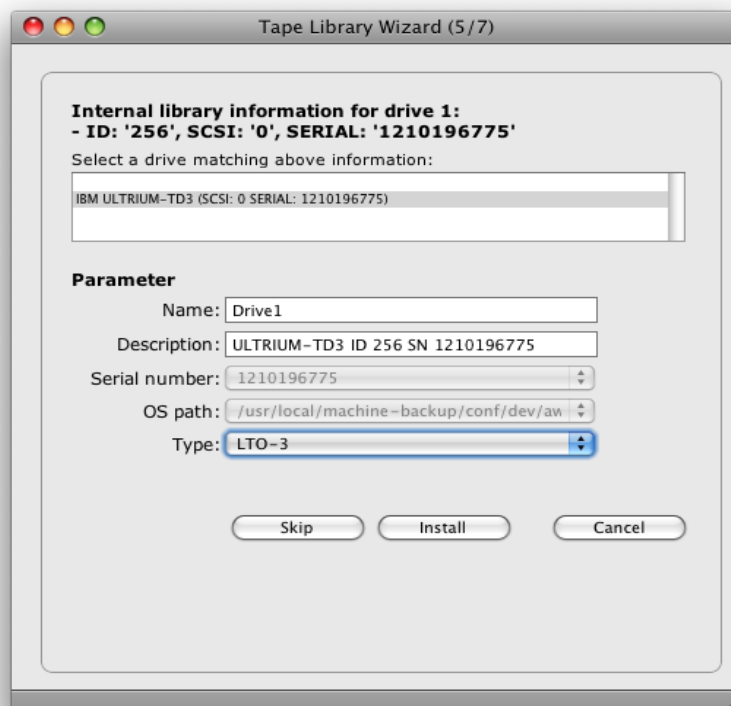 Tape Library Wizard (5/7)
Internal library information for drive 1:
- ID: '256', SCSI: '0', SERIAL: '1210196775'
Select a drive matching above information:
IBM ULTRIUM-TD3 (SCSI: 0 SERIAL: 1210196775)
Parameter
Name: Drive1
Description: ULTRIUM-TD3 ID 256 SN 1210196775
Serial number: 1210196775
OS path: /usr/local/machine-backup/conf/dev/aw
Type: LTO-3
Skip Install Cancel